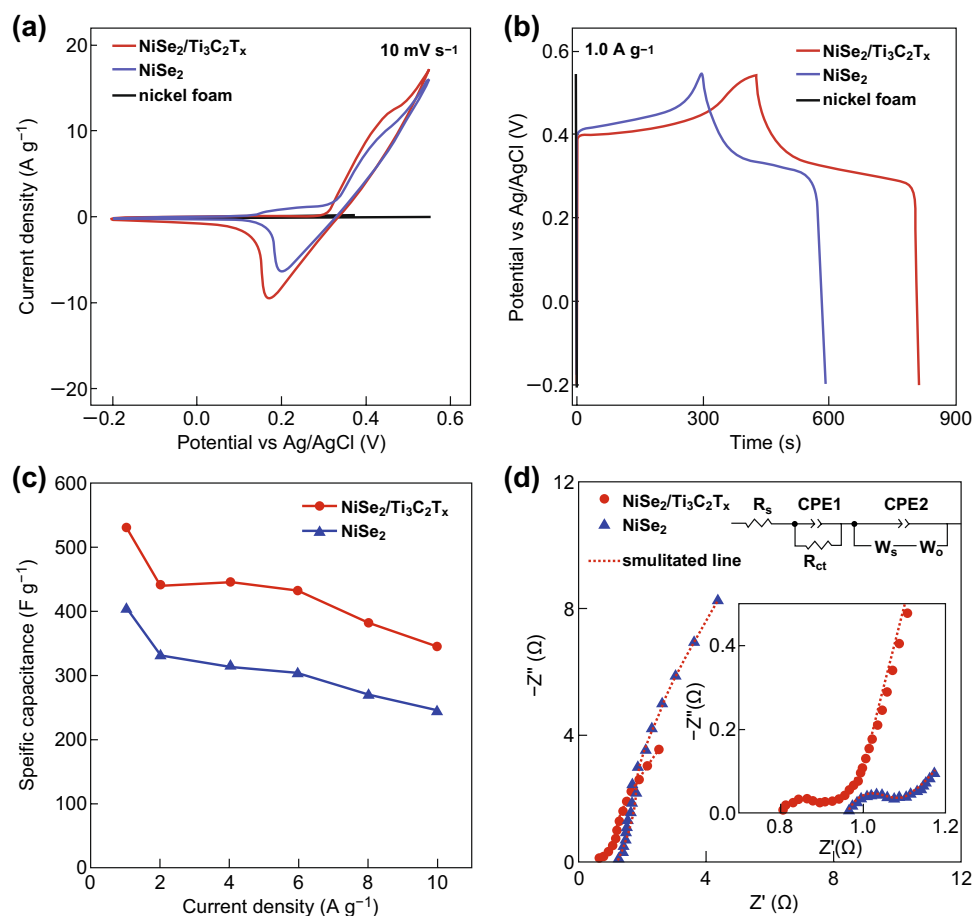 (a)
NiSe₂/Ti₃C₂Tₓ
NiSe₂
nickel foam
10 mV s⁻¹
20
10
0
−10
−20
Current density (A g⁻¹)
−0.2
0.0
0.2
0.4
0.6
Potential vs Ag/AgCl (V)
(b)
1.0 A g⁻¹
NiSe₂/Ti₃C₂Tₓ
NiSe₂
nickel foam
0.6
0.4
0.2
0.0
−0.2
Potential vs Ag/AgCl (V)
0
300
600
900
Time (s)
(c)
NiSe₂/Ti₃C₂Tₓ
NiSe₂
600
500
400
300
200
100
0
Speific capacitance (F g⁻¹)
0
2
4
6
8
10
Current density (A g⁻¹)
(d)
NiSe₂/Ti₃C₂Tₓ
NiSe₂
smulitated line
Rₛ
CPE1
CPE2
R꜀ₜ
Wₛ
Wₒ
12
8
4
0
−Z″ (Ω)
0
4
8
12
Z′ (Ω)
0.4
0.2
0.0
−Z″(Ω)
0.8
1.0
1.2
Z′(Ω)